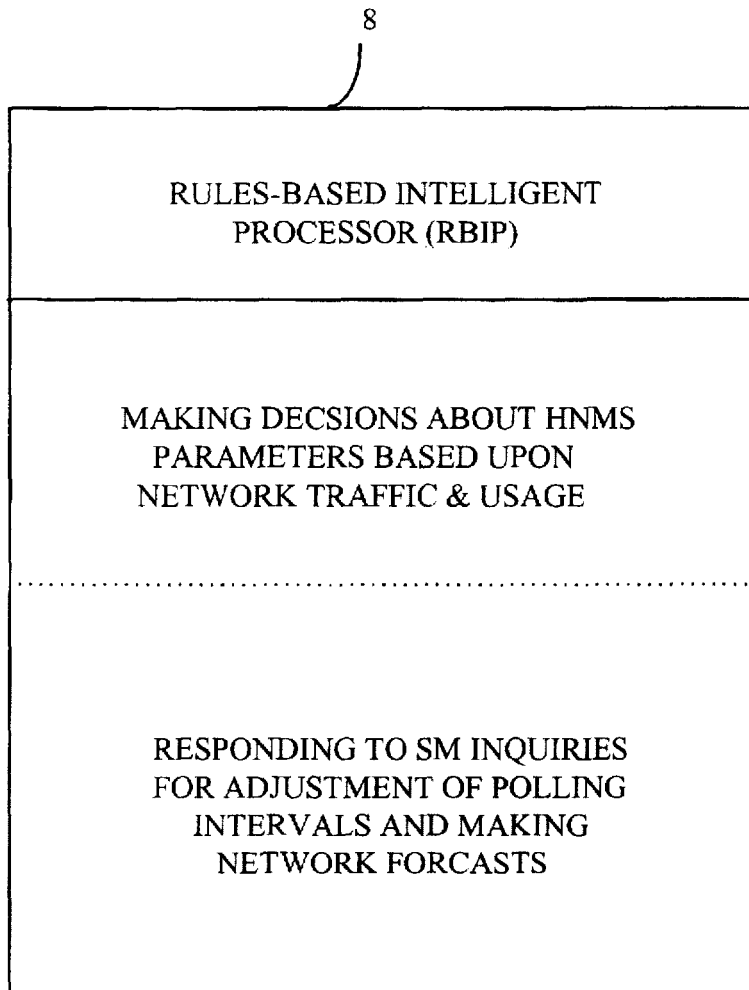 8
RULES-BASED INTELLIGENT
PROCESSOR (RBIP)
MAKING DECSIONS ABOUT HNMS
PARAMETERS BASED UPON
NETWORK TRAFFIC & USAGE
RESPONDING TO SM INQUIRIES
FOR ADJUSTMENT OF POLLING
INTERVALS AND MAKING
NETWORK FORCASTS